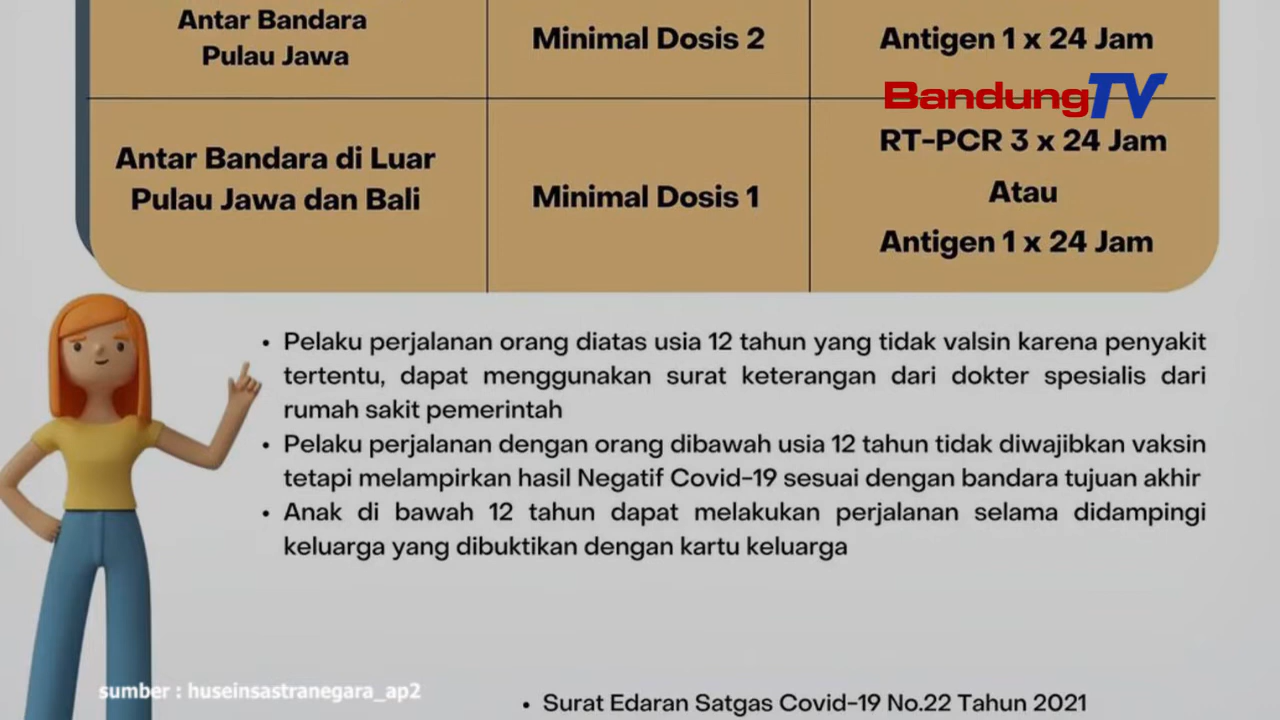 Antar Bandara
Pulau Jawa
Minimal Dosis 2
Antigen 1 x 24 Jam
BandungTV
Antar Bandara di Luar
Pulau Jawa dan Bali
Minimal Dosis 1
RT-PCR 3 x 24 Jam
Atau
Antigen 1 x 24 Jam
• Pelaku perjalanan orang diatas usia 12 tahun yang tidak valsin karena penyakit
tertentu, dapat menggunakan surat keterangan dari dokter spesialis dari
rumah sakit pemerintah
• Pelaku perjalanan dengan orang dibawah usia 12 tahun tidak diwajibkan vaksin
tetapi melampirkan hasil Negatif Covid-19 sesuai dengan bandara tujuan akhir
• Anak di bawah 12 tahun dapat melakukan perjalanan selama didampingi
keluarga yang dibuktikan dengan kartu keluarga
sumber : huseinsastranegara_ap2
• Surat Edaran Satgas Covid-19 No.22 Tahun 2021